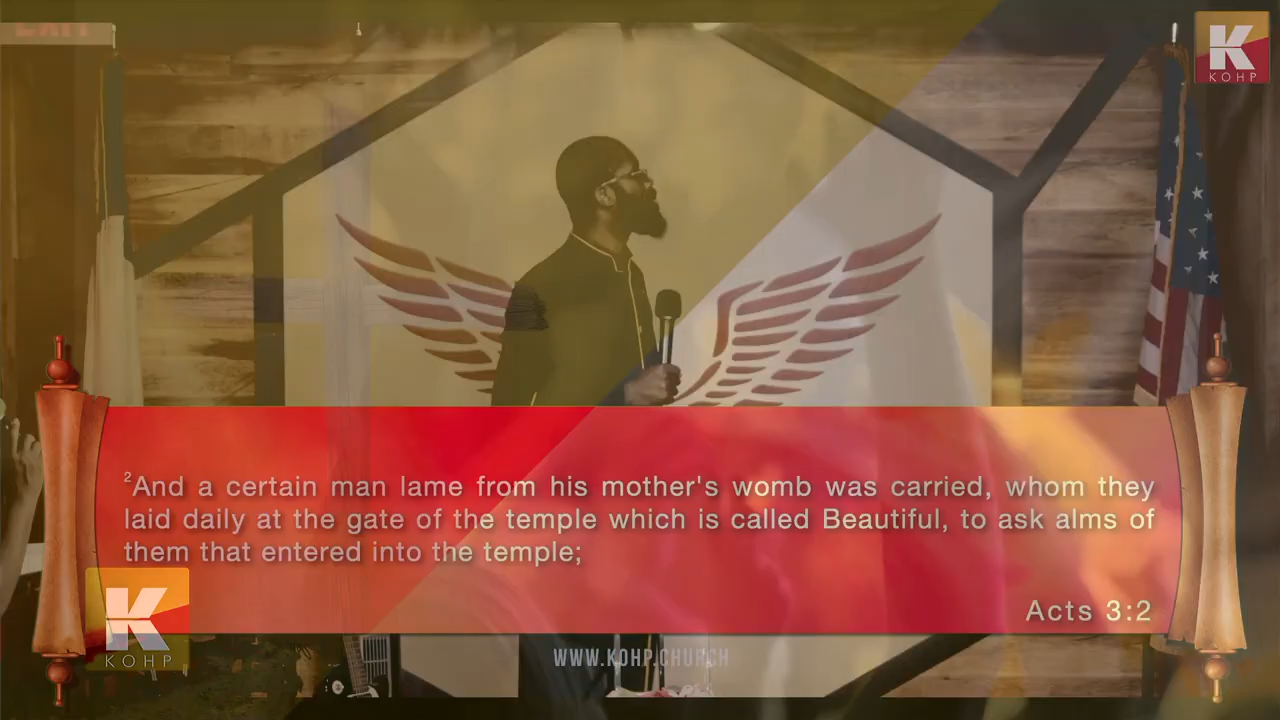 EXIT
K
KOHP
²And a certain man lame from his mother's womb was carried, whom they
laid daily at the gate of the temple which is called Beautiful, to ask alms of
them that entered into the temple;
Acts 3:2
K
KOHP
WWW.KOHP.CHURCH